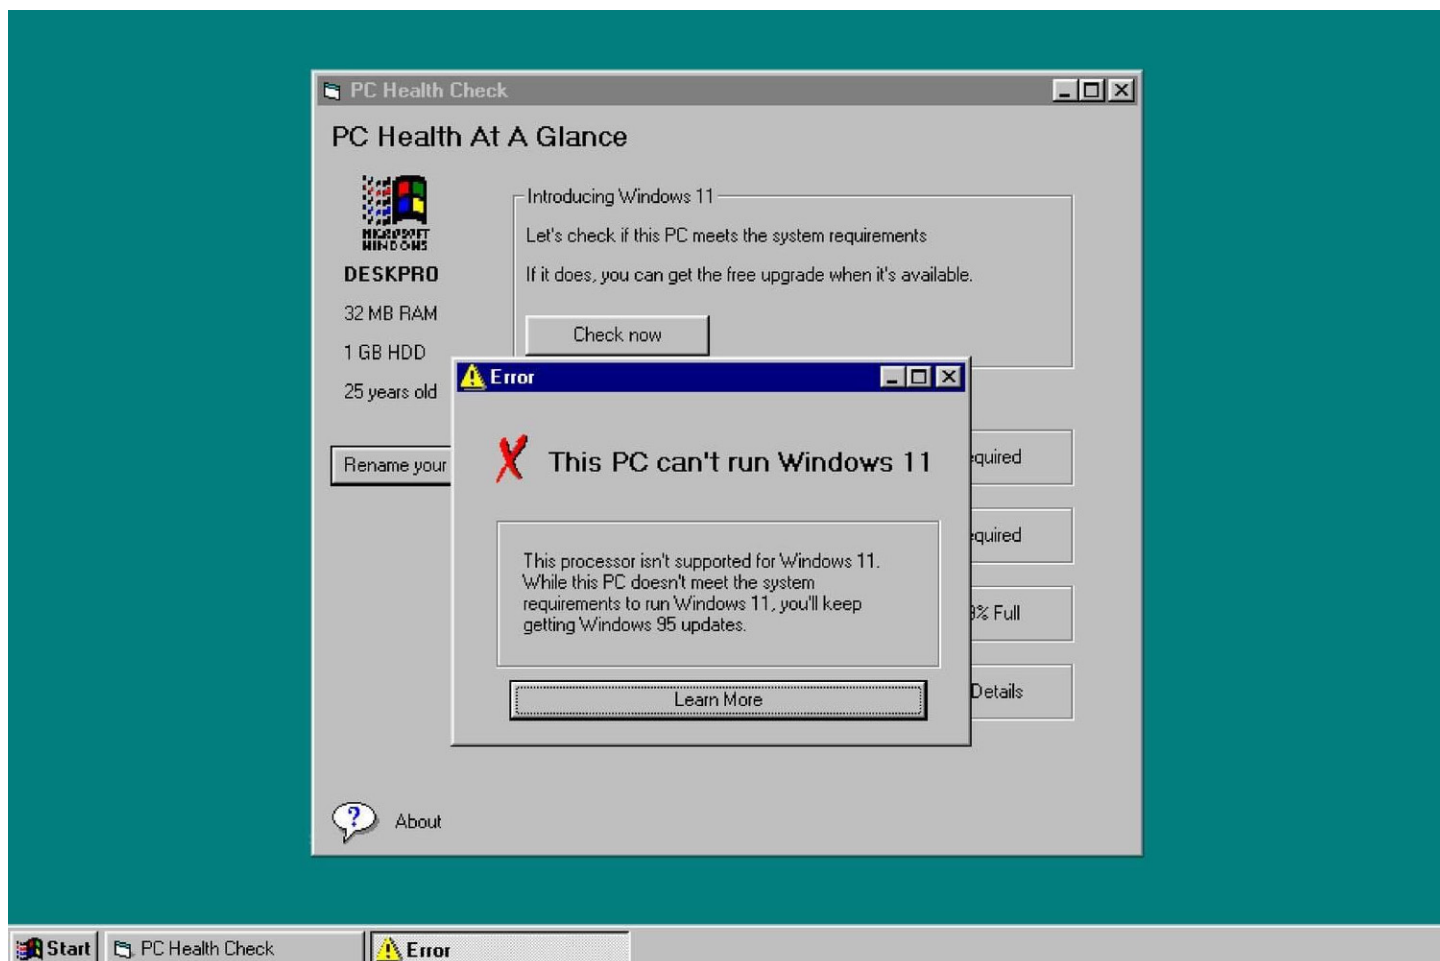 PC Health Check
PC Health At A Glance
MICROSOFT
WINDOWS
DESKPRO
32 MB RAM
1 GB HDD
25 years old
Rename your
Introducing Windows 11
Let's check if this PC meets the system requirements
If it does, you can get the free upgrade when it's available.
Check now
Error
This PC can't run Windows 11
This processor isn't supported for Windows 11.
While this PC doesn't meet the system
requirements to run Windows 11, you'll keep
getting Windows 95 updates.
Learn More
% Full
Details
About
Start
PC Health Check
Error